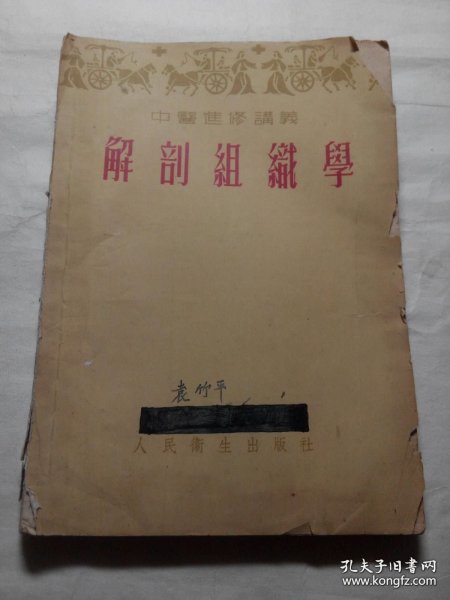 中醫進修講義
解剖組織學
袁竹平
人民衛生出版社
孔夫子旧书网
www.kongfz.com